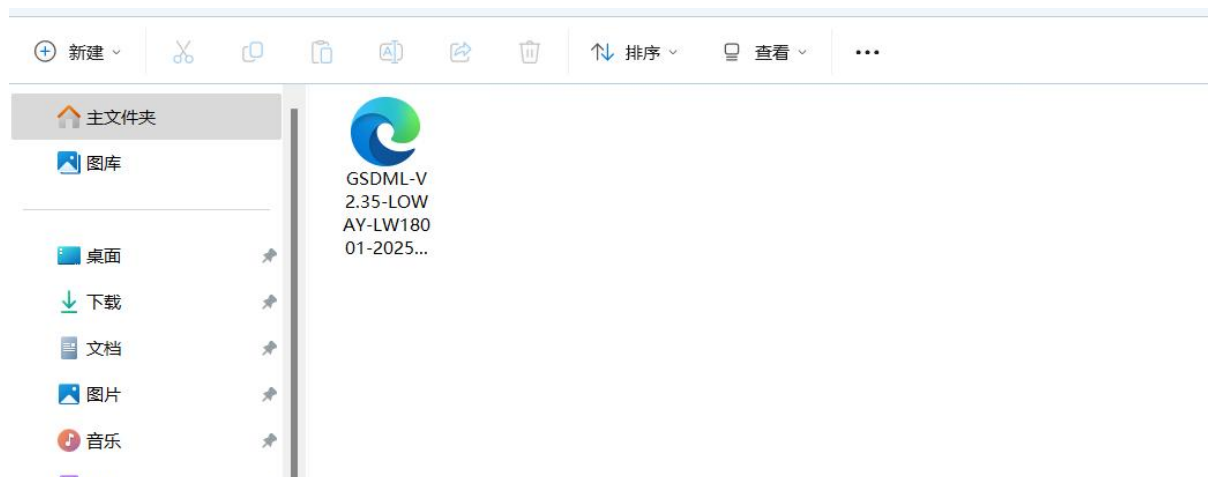 新建
排序
查看
主文件夹
图库
桌面
下载
文档
图片
音乐
GSDML-V
2.35-LOW
AY-LW180
01-2025...